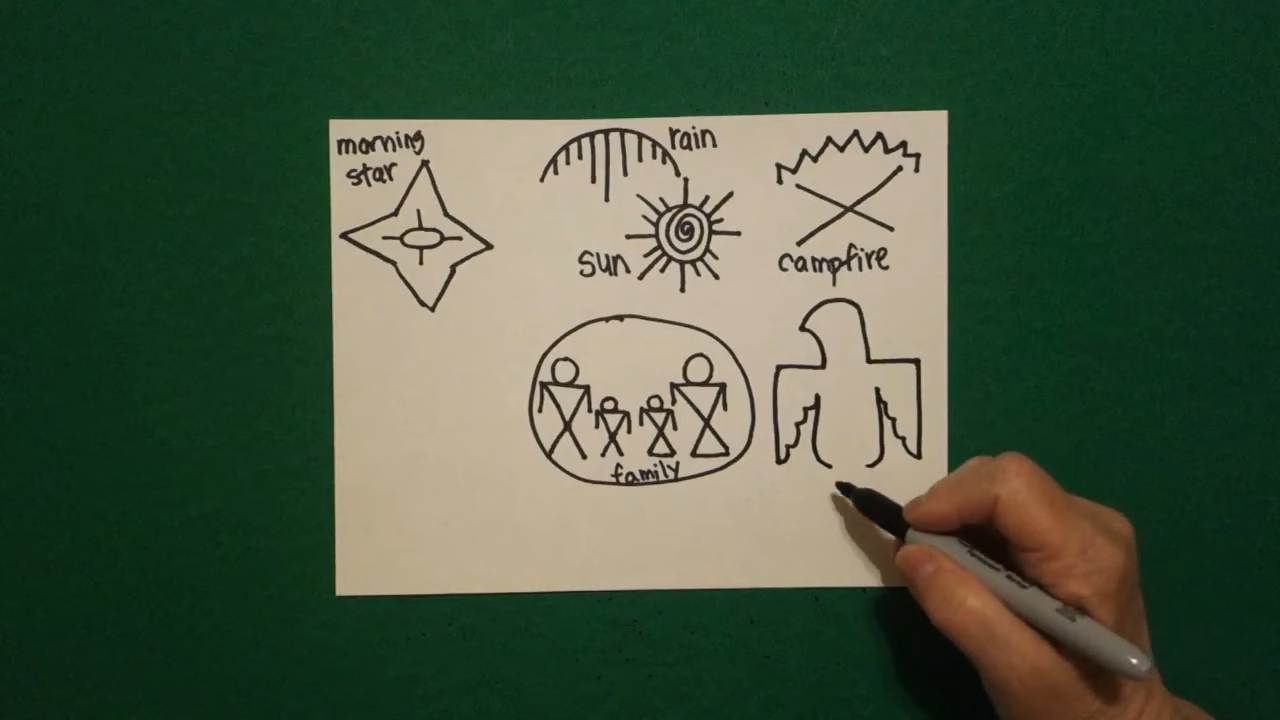 morning
star
rain
sun
campfire
family